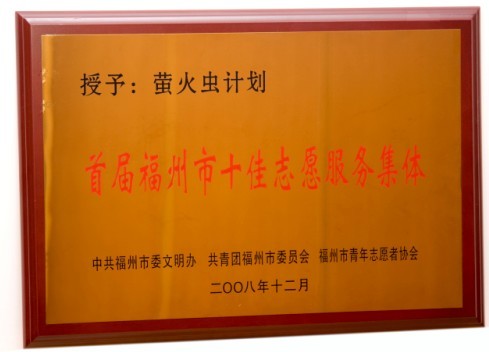 授予：萤火虫计划
首届福州市十佳志愿服务集体
中共福州市委文明办 共青团福州市委员会 福州市青年志愿者协会
二〇〇八年十二月